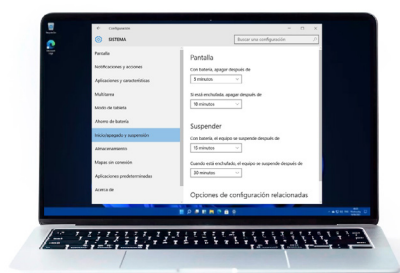 Configuración
SISTEMA
Buscar una configuración
Pantalla
Notificaciones y acciones
Aplicaciones y características
Multitarea
Modo de tableta
Ahorro de batería
Inicio/apagado y suspensión
Almacenamiento
Mapas sin conexión
Aplicaciones predeterminadas
Acerca de
Pantalla
Con batería, apagar después de
5 minutos
Si está enchufado, apagar después de
10 minutos
Suspender
Con batería, el equipo se suspende después de
15 minutos
Cuando está enchufado, el equipo se suspende después de
30 minutos
Opciones de configuración relacionadas